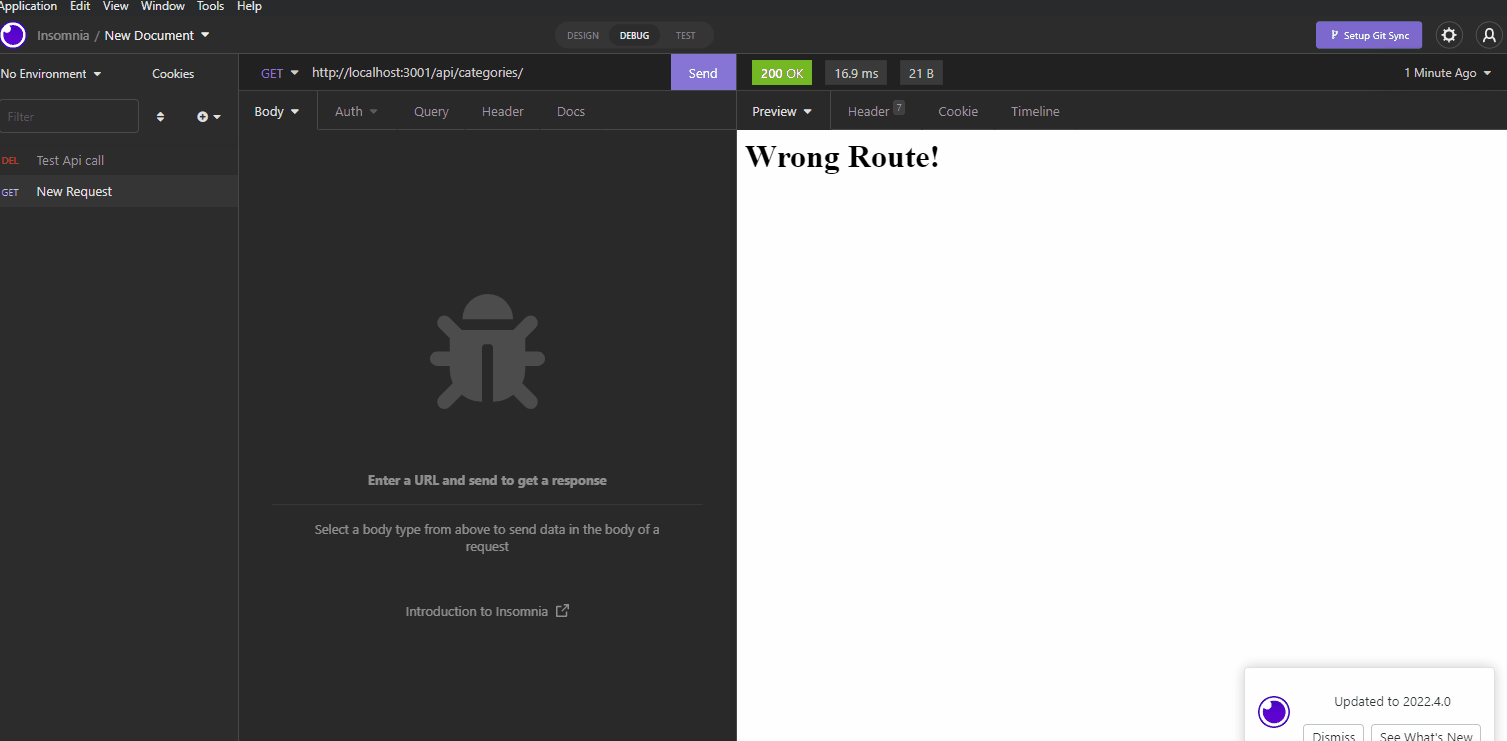 Application Edit View Window Tools Help
Insomnia / New Document
DESIGN DEBUG TEST
Setup Git Sync
No Environment Cookies
GET http://localhost:3001/api/categories/ Send
200 OK 16.9 ms 21 B 1 Minute Ago
Filter
Body Auth Query Header Docs
Preview Header 7 Cookie Timeline
DEL Test Api call
GET New Request
Wrong Route!
Enter a URL and send to get a response
Select a body type from above to send data in the body of a
request
Introduction to Insomnia
Updated to 2022.4.0
Dismiss See What's New